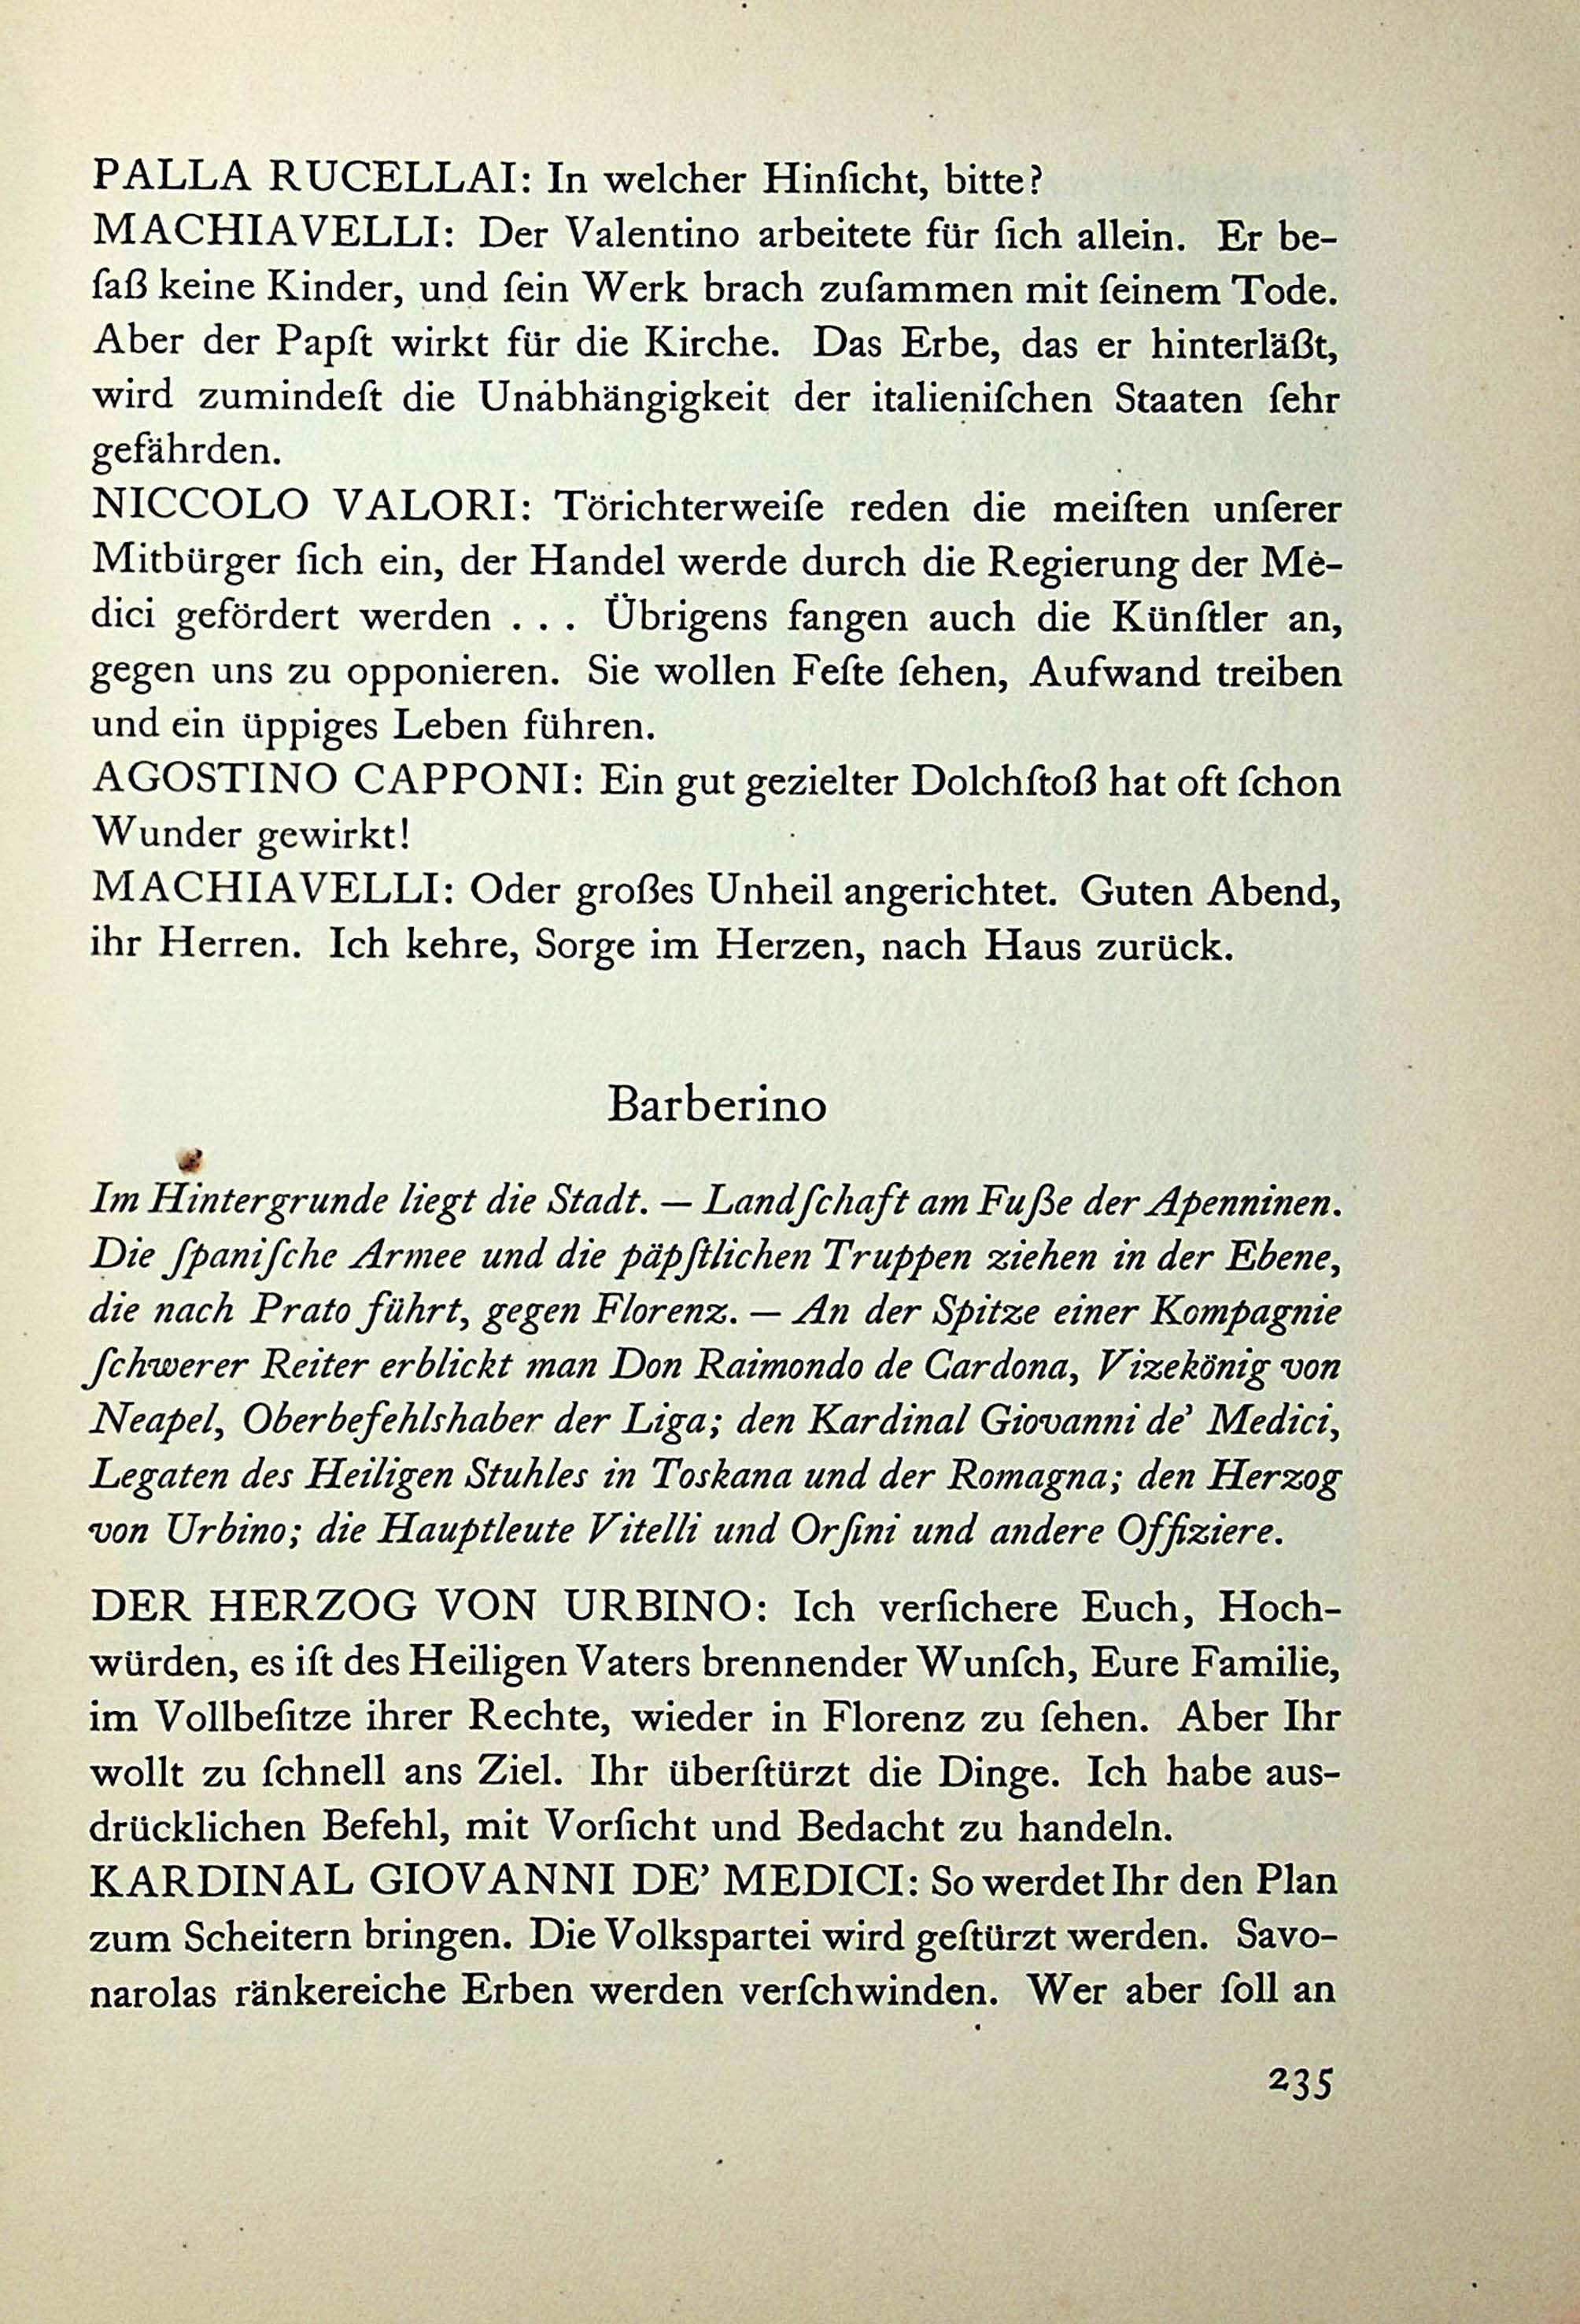 PALLA RUCELLAI: In welcher Hinſicht, bitte?
MACHIAVELLI: Der Valentino arbeitete für ſich allein. Er be-
ſaß keine Kinder, und ſein Werk brach zuſammen mit ſeinem Tode.
Aber der Papſt wirkt für die Kirche. Das Erbe, das er hinterläßt,
wird zumindeſt die Unabhängigkeit der italieniſchen Staaten ſehr
gefährden.
NICCOLO VALORI: Törichterweiſe reden die meiſten unſerer
Mitbürger ſich ein, der Handel werde durch die Regierung der Me-
dici gefördert werden . . . Übrigens fangen auch die Künſtler an,
gegen uns zu opponieren. Sie wollen Feſte ſehen, Aufwand treiben
und ein üppiges Leben führen.
AGOSTINO CAPPONI: Ein gut gezielter Dolchſtoß hat oft ſchon
Wunder gewirkt!
MACHIAVELLI: Oder großes Unheil angerichtet. Guten Abend,
ihr Herren. Ich kehre, Sorge im Herzen, nach Haus zurück.
Barberino
Im Hintergrunde liegt die Stadt. — Landſchaft am Fuße der Apenninen.
Die ſpaniſche Armee und die päpſtlichen Truppen ziehen in der Ebene,
die nach Prato führt, gegen Florenz. — An der Spitze einer Kompagnie
ſchwerer Reiter erblickt man Don Raimondo de Cardona, Vizekönig von
Neapel, Oberbefehlshaber der Liga; den Kardinal Giovanni de’ Medici,
Legaten des Heiligen Stuhles in Toskana und der Romagna; den Herzog
von Urbino; die Hauptleute Vitelli und Orſini und andere Offiziere.
DER HERZOG VON URBINO: Ich verſichere Euch, Hoch-
würden, es iſt des Heiligen Vaters brennender Wunſch, Eure Familie,
im Vollbeſitze ihrer Rechte, wieder in Florenz zu ſehen. Aber Ihr
wollt zu ſchnell ans Ziel. Ihr überſtürzt die Dinge. Ich habe aus-
drücklichen Befehl, mit Vorſicht und Bedacht zu handeln.
KARDINAL GIOVANNI DE’ MEDICI: So werdet Ihr den Plan
zum Scheitern bringen. Die Volkspartei wird geſtürzt werden. Savo-
narolas ränkereiche Erben werden verſchwinden. Wer aber ſoll an
235